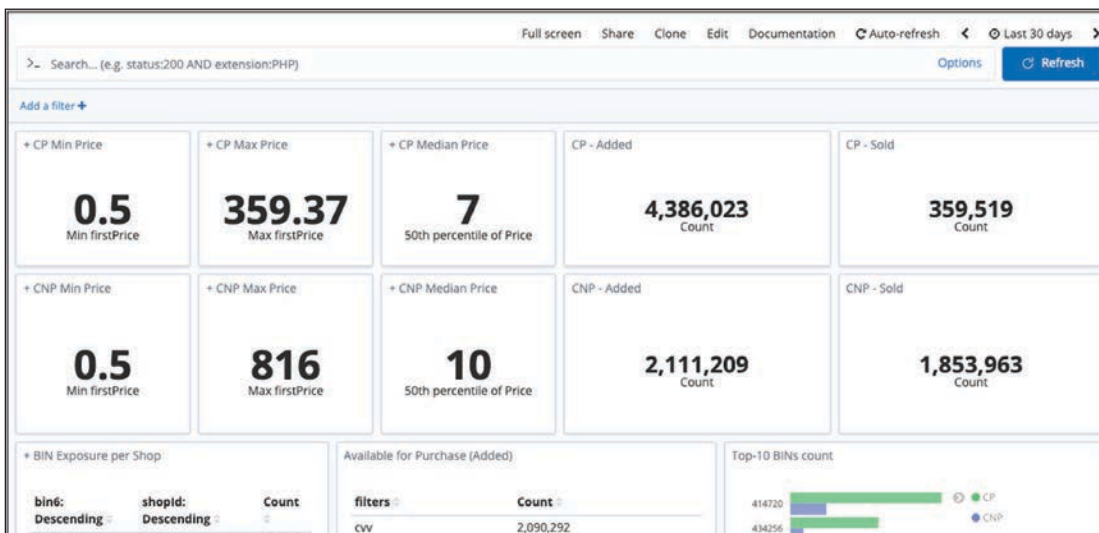 Full screen Share Clone Edit Documentation Auto-refresh Last 30 days
>_ Search... (e.g. status:200 AND extension:PHP) Options Refresh
Add a filter +
+ CP Min Price + CP Max Price + CP Median Price CP - Added CP - Sold
0.5 359.37 7 4,386,023 359,519
Min firstPrice Max firstPrice 50th percentile of Price Count Count
+ CNP Min Price + CNP Max Price + CNP Median Price CNP - Added CNP - Sold
0.5 816 10 2,111,209 1,853,963
Min firstPrice Max firstPrice 50th percentile of Price Count Count
+ BIN Exposure per Shop Available for Purchase (Added) Top-10 BINs count
bin6: shopId: Count filters Count 414720 CP
Descending Descending CNP
cvv 2,090,292 434256